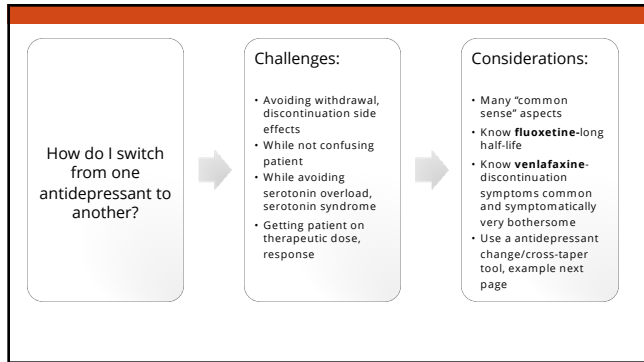 How do I switch
from one
antidepressant to
another?
Challenges:
• Avoiding withdrawal,
discontinuation side
effects
• While not confusing
patient
• While avoiding
serotonin overload,
serotonin syndrome
• Getting patient on
therapeutic dose,
response
Considerations:
• Many “common
sense” aspects
• Know fluoxetine-long
half-life
• Know venlafaxine-
discontinuation
symptoms common
and symptomatically
very bothersome
• Use a antidepressant
change/cross-taper
tool, example next
page